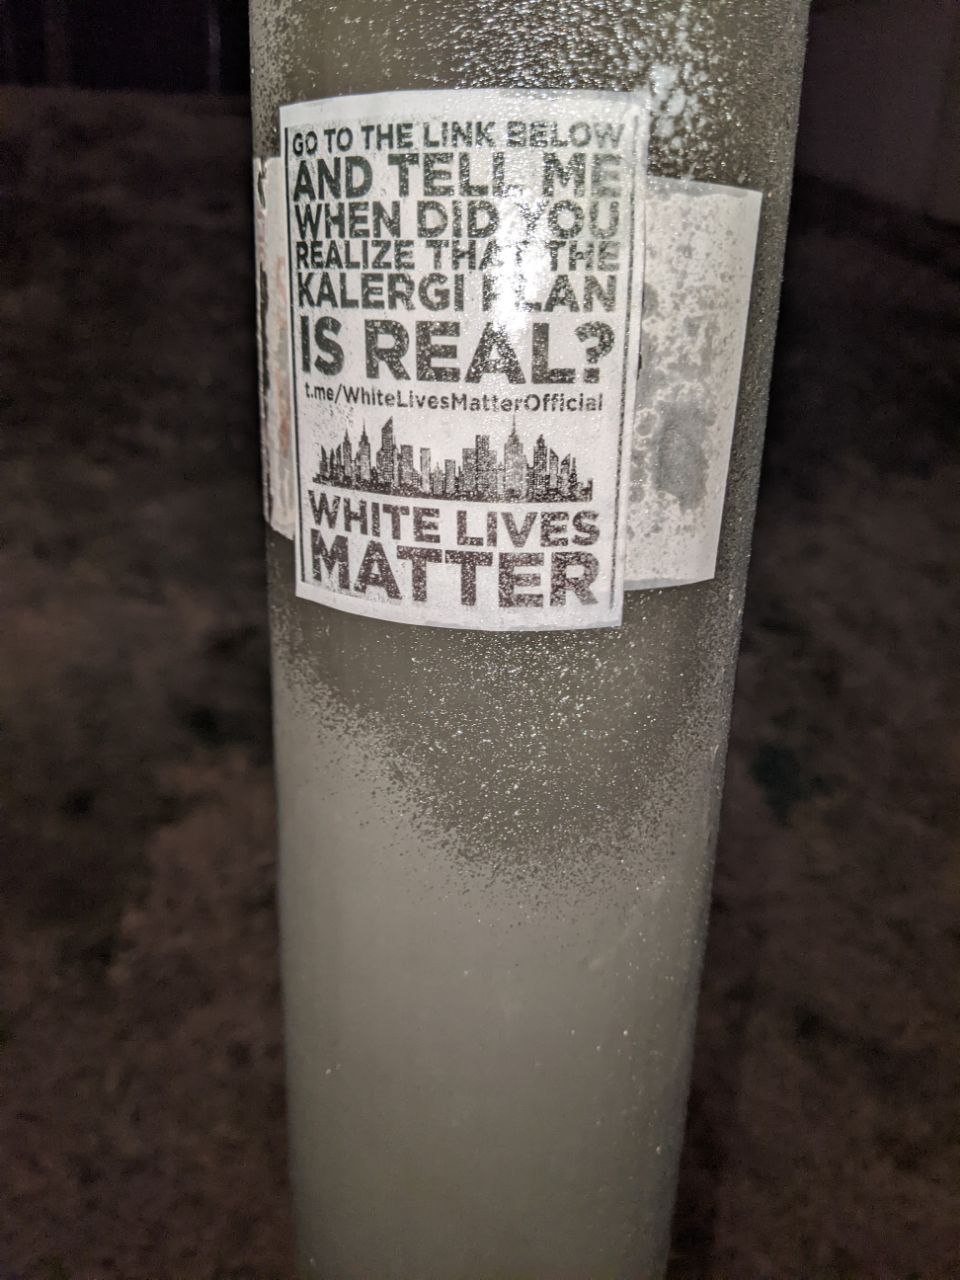 GO TO THE LINK BELOW
AND TELL ME
WHEN DID YOU
REALIZE THAT THE
KALERGI PLAN
IS REAL?
t.me/WhiteLivesMatterOfficial
WHITE LIVES
MATTER